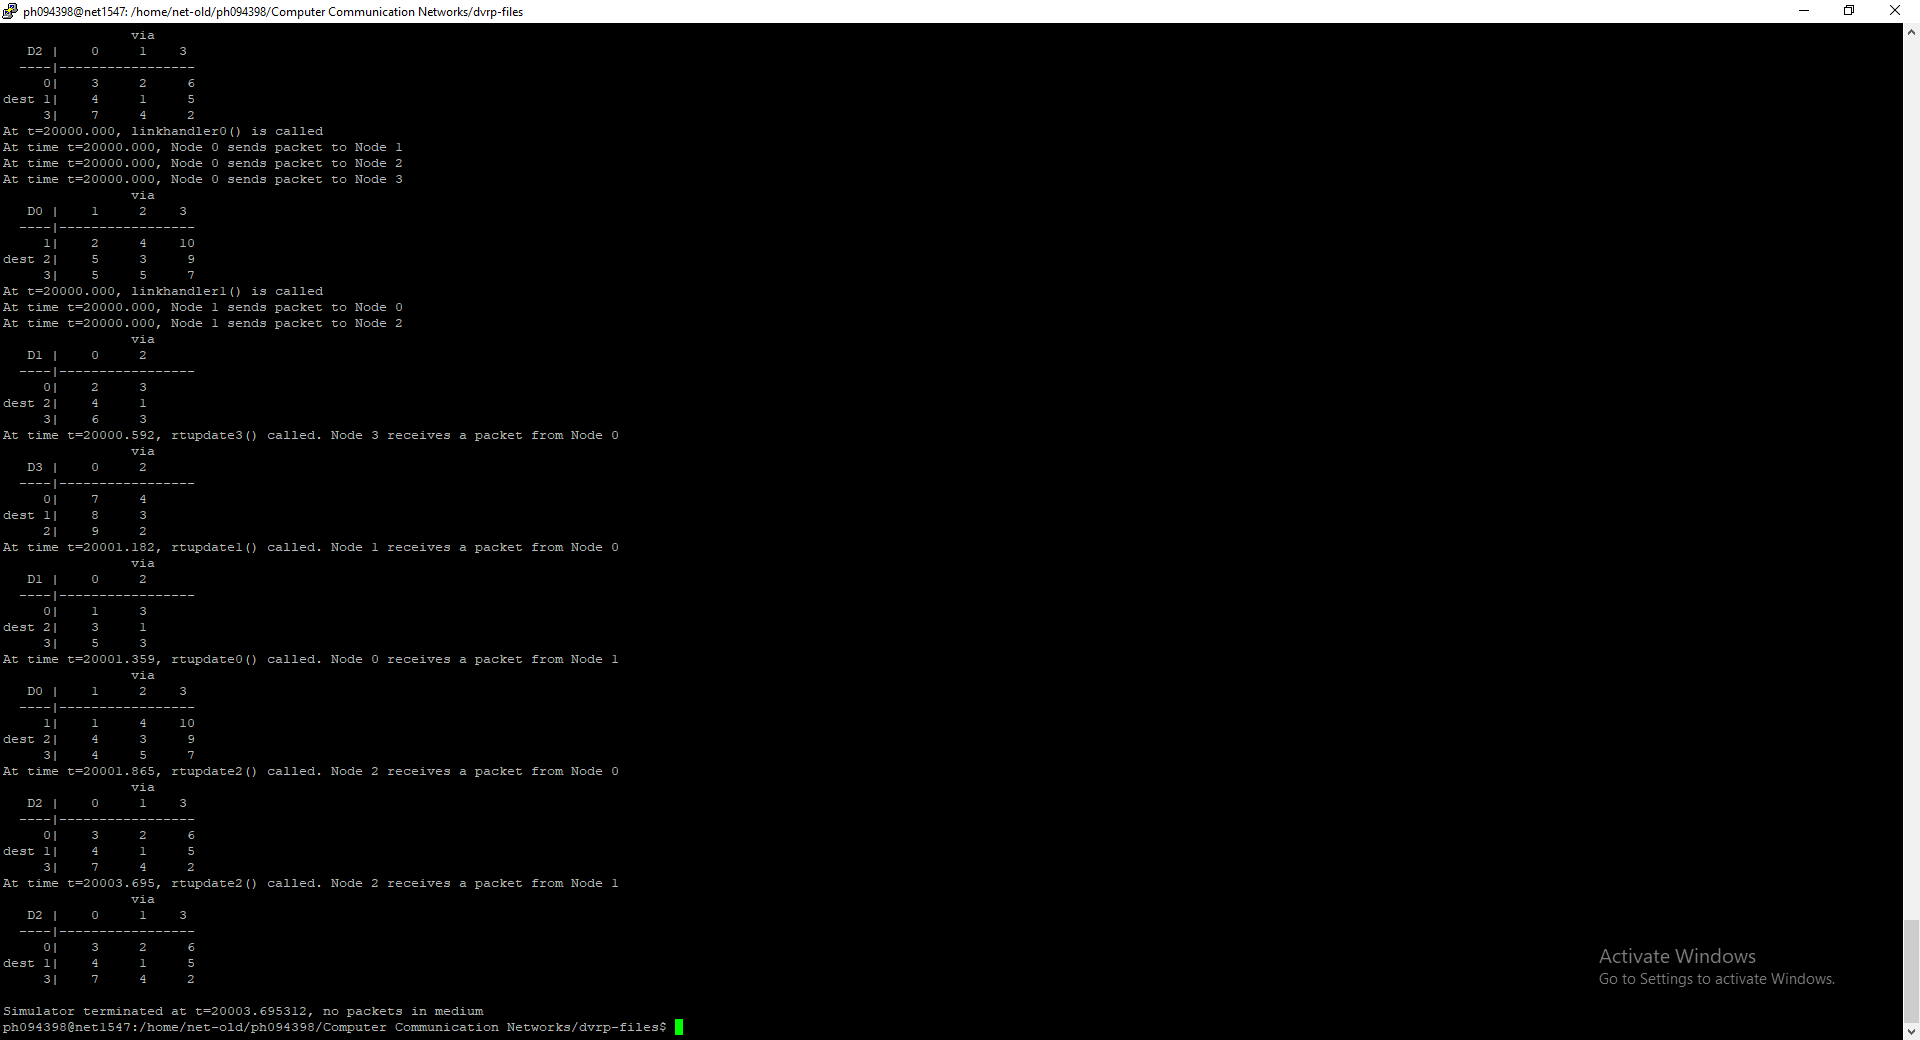 ph094398@net1547: /home/net-old/ph094398/Computer Communication Networks/dvrp-files
                via
   D2 |    0     1    3
  ----|-----------------
     0|    3     2     6
dest 1|    4     1     5
     3|    7     4     2
At t=20000.000, linkhandler0() is called
At time t=20000.000, Node 0 sends packet to Node 1
At time t=20000.000, Node 0 sends packet to Node 2
At time t=20000.000, Node 0 sends packet to Node 3
                via
   D0 |    1     2    3
  ----|-----------------
     1|    2     4    10
dest 2|    5     3     9
     3|    5     5     7
At t=20000.000, linkhandler1() is called
At time t=20000.000, Node 1 sends packet to Node 0
At time t=20000.000, Node 1 sends packet to Node 2
                via
   D1 |    0     2
  ----|-----------------
     0|    2     3
dest 2|    4     1
     3|    6     3
At time t=20000.592, rtupdate3() called. Node 3 receives a packet from Node 0
                via
   D3 |    0     2
  ----|-----------------
     0|    7     4
dest 1|    8     3
     2|    9     2
At time t=20001.182, rtupdate1() called. Node 1 receives a packet from Node 0
                via
   D1 |    0     2
  ----|-----------------
     0|    1     3
dest 2|    3     1
     3|    5     3
At time t=20001.359, rtupdate0() called. Node 0 receives a packet from Node 1
                via
   D0 |    1     2    3
  ----|-----------------
     1|    1     4    10
dest 2|    4     3     9
     3|    4     5     7
At time t=20001.865, rtupdate2() called. Node 2 receives a packet from Node 0
                via
   D2 |    0     1    3
  ----|-----------------
     0|    3     2     6
dest 1|    4     1     5
     3|    7     4     2
At time t=20003.695, rtupdate2() called. Node 2 receives a packet from Node 1
                via
   D2 |    0     1    3
  ----|-----------------
     0|    3     2     6
dest 1|    4     1     5
     3|    7     4     2
Activate Windows
Go to Settings to activate Windows.
Simulator terminated at t=20003.695312, no packets in medium
ph094398@net1547:/home/net-old/ph094398/Computer Communication Networks/dvrp-files$